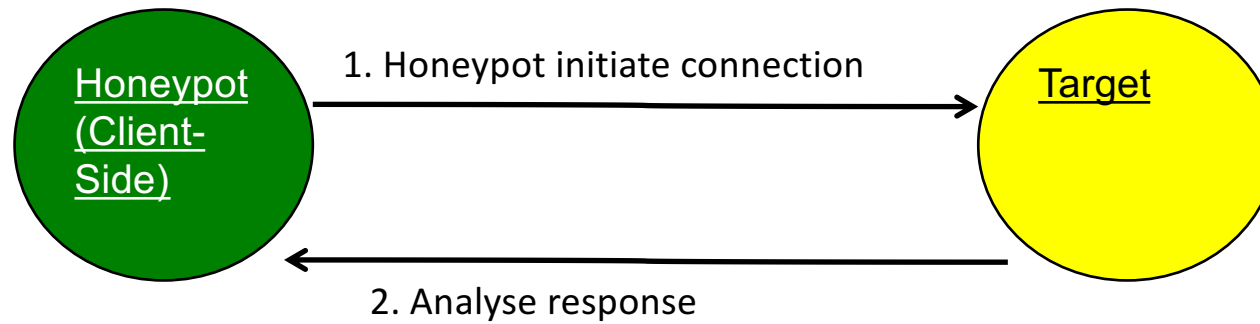 Honeypot
(Client-
Side)
1. Honeypot initiate connection
Target
2. Analyse response